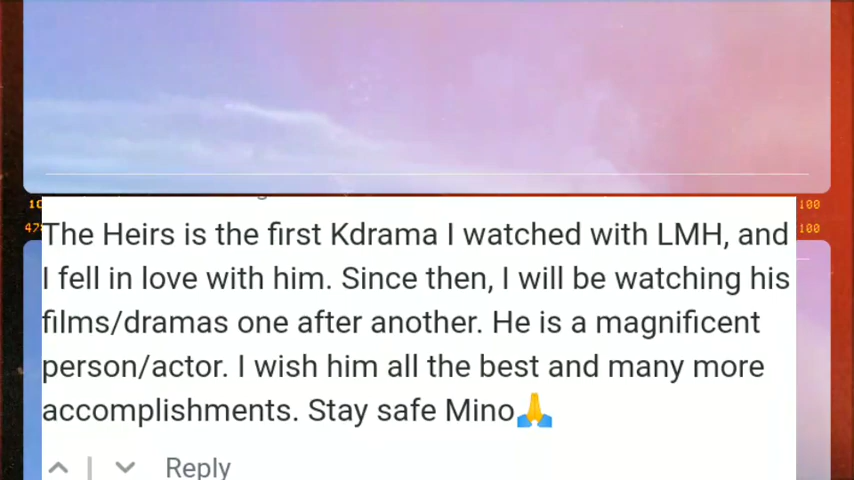 The Heirs is the first Kdrama I watched with LMH, and
I fell in love with him. Since then, I will be watching his
films/dramas one after another. He is a magnificent
person/actor. I wish him all the best and many more
accomplishments. Stay safe Mino🙏
Reply
100
100